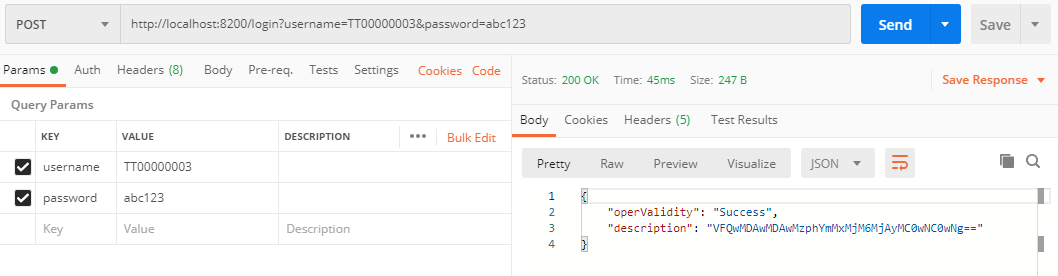 POST http://localhost:8200/login?username=TT00000003&password=abc123 Send Save
Params Auth Headers (8) Body Pre-req. Tests Settings Cookies Code
Query Params
KEY VALUE DESCRIPTION ••• Bulk Edit
username TT00000003
password abc123
Key Value Description
Status: 200 OK Time: 45ms Size: 247 B Save Response
Body Cookies Headers (5) Test Results
Pretty Raw Preview Visualize JSON
1 {
2 "operValidity": "Success",
3 "description": "VFQwMDAwMDAwMzphYmMxMjM6MjAyMC0wNC0wNg=="
4 }